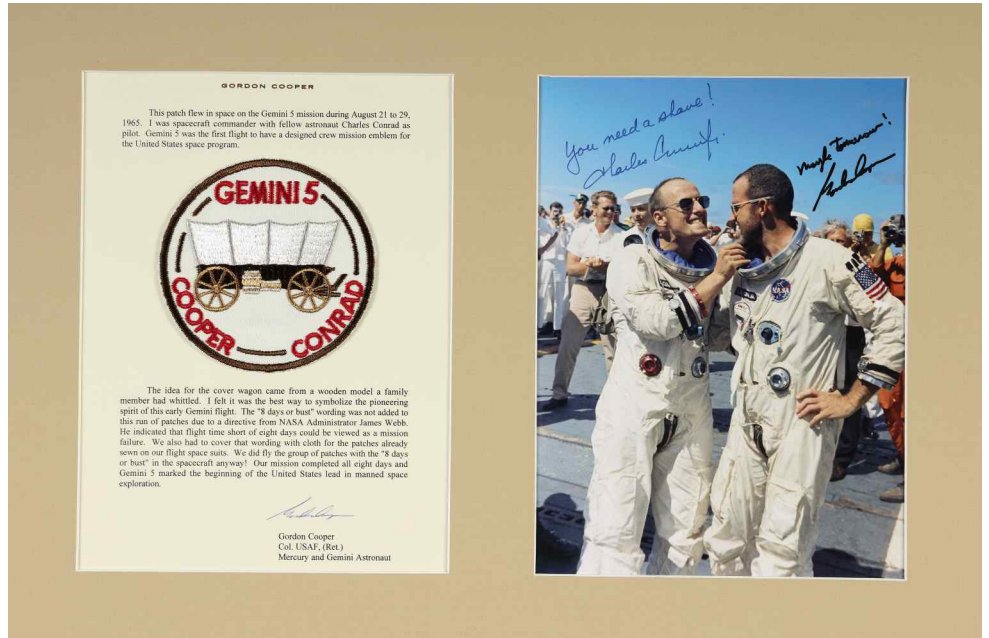 GORDON COOPER
This patch flew in space on the Gemini 5 mission during August 21 to 29,
1965. I was spacecraft commander with fellow astronaut Charles Conrad as
pilot. Gemini 5 was the first flight to have a designed crew mission emblem for
the United States space program.
GEMINI 5
COOPER
CONRAD
The idea for the cover wagon came from a wooden model a family
member had whittled. I felt it was the best way to symbolize the pioneering
spirit of this early Gemini flight. The "8 days or bust" wording was not added to
this run of patches due to a directive from NASA Administrator James Webb.
He indicated that flight time short of eight days could be viewed as a mission
failure. We also had to cover that wording with cloth for the patches already
sewn on our flight space suits. We did fly the group of patches with the "8 days
or bust" in the spacecraft anyway! Our mission completed all eight days and
Gemini 5 marked the beginning of the United States lead in manned space
exploration.
Gordon Cooper
Col. USAF, (Ret.)
Mercury and Gemini Astronaut
You need a shave!
Charles Conrad Jr.
maybe tomorrow!
NASA